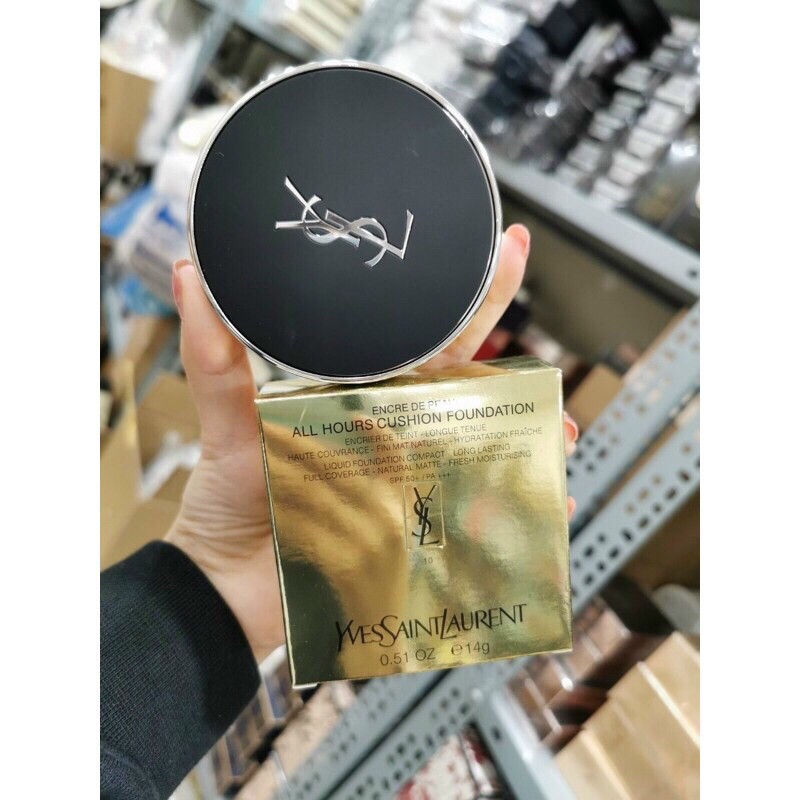 YSL
ENCRE DE PEAU
ALL HOURS CUSHION FOUNDATION
ENCRIER DE TEINT - LONGUE TENUE
HAUTE COUVRANCE - FINI MAT NATUREL - HYDRATATION FRAÎCHE
LIQUID FOUNDATION COMPACT - LONG LASTING
FULL COVERAGE - NATURAL MATTE - FRESH MOISTURISING
SPF 50+ / PA +++
YSL
10
YVESSAINTLAURENT
0.51 OZ ℮14g